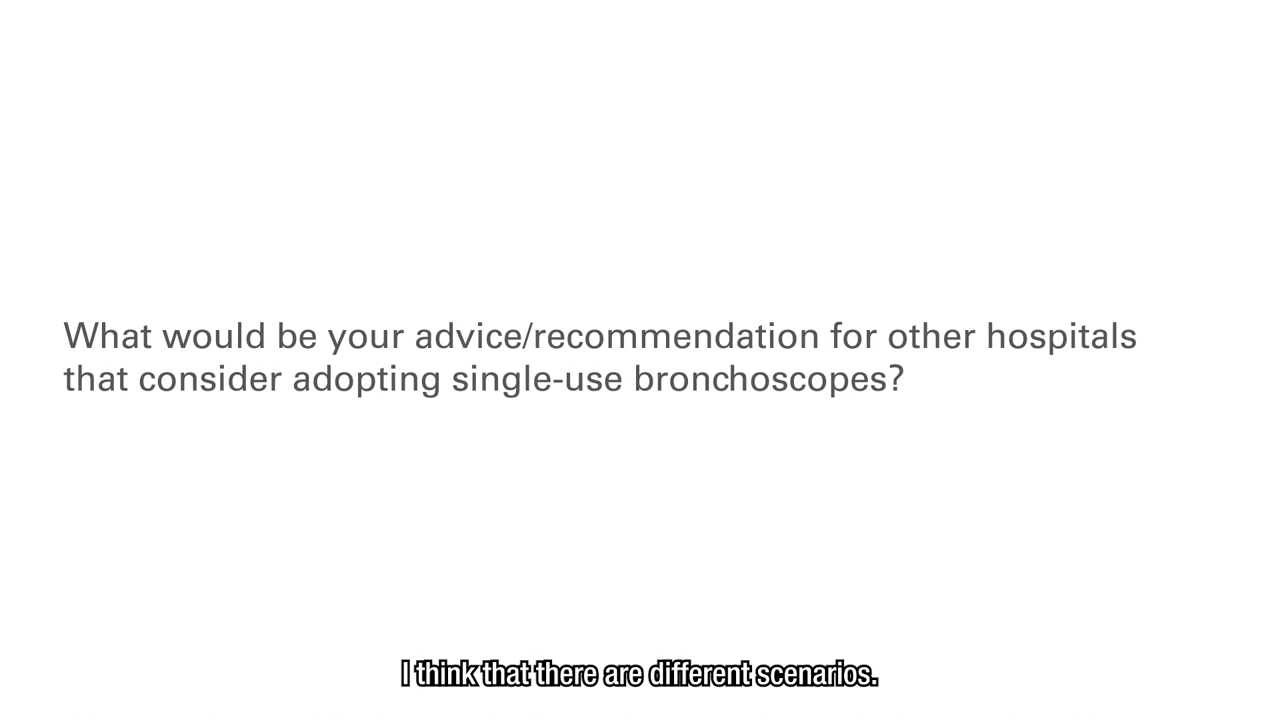 What would be your advice/recommendation for other hospitals
that consider adopting single-use bronchoscopes?
I think that there are different scenarios.